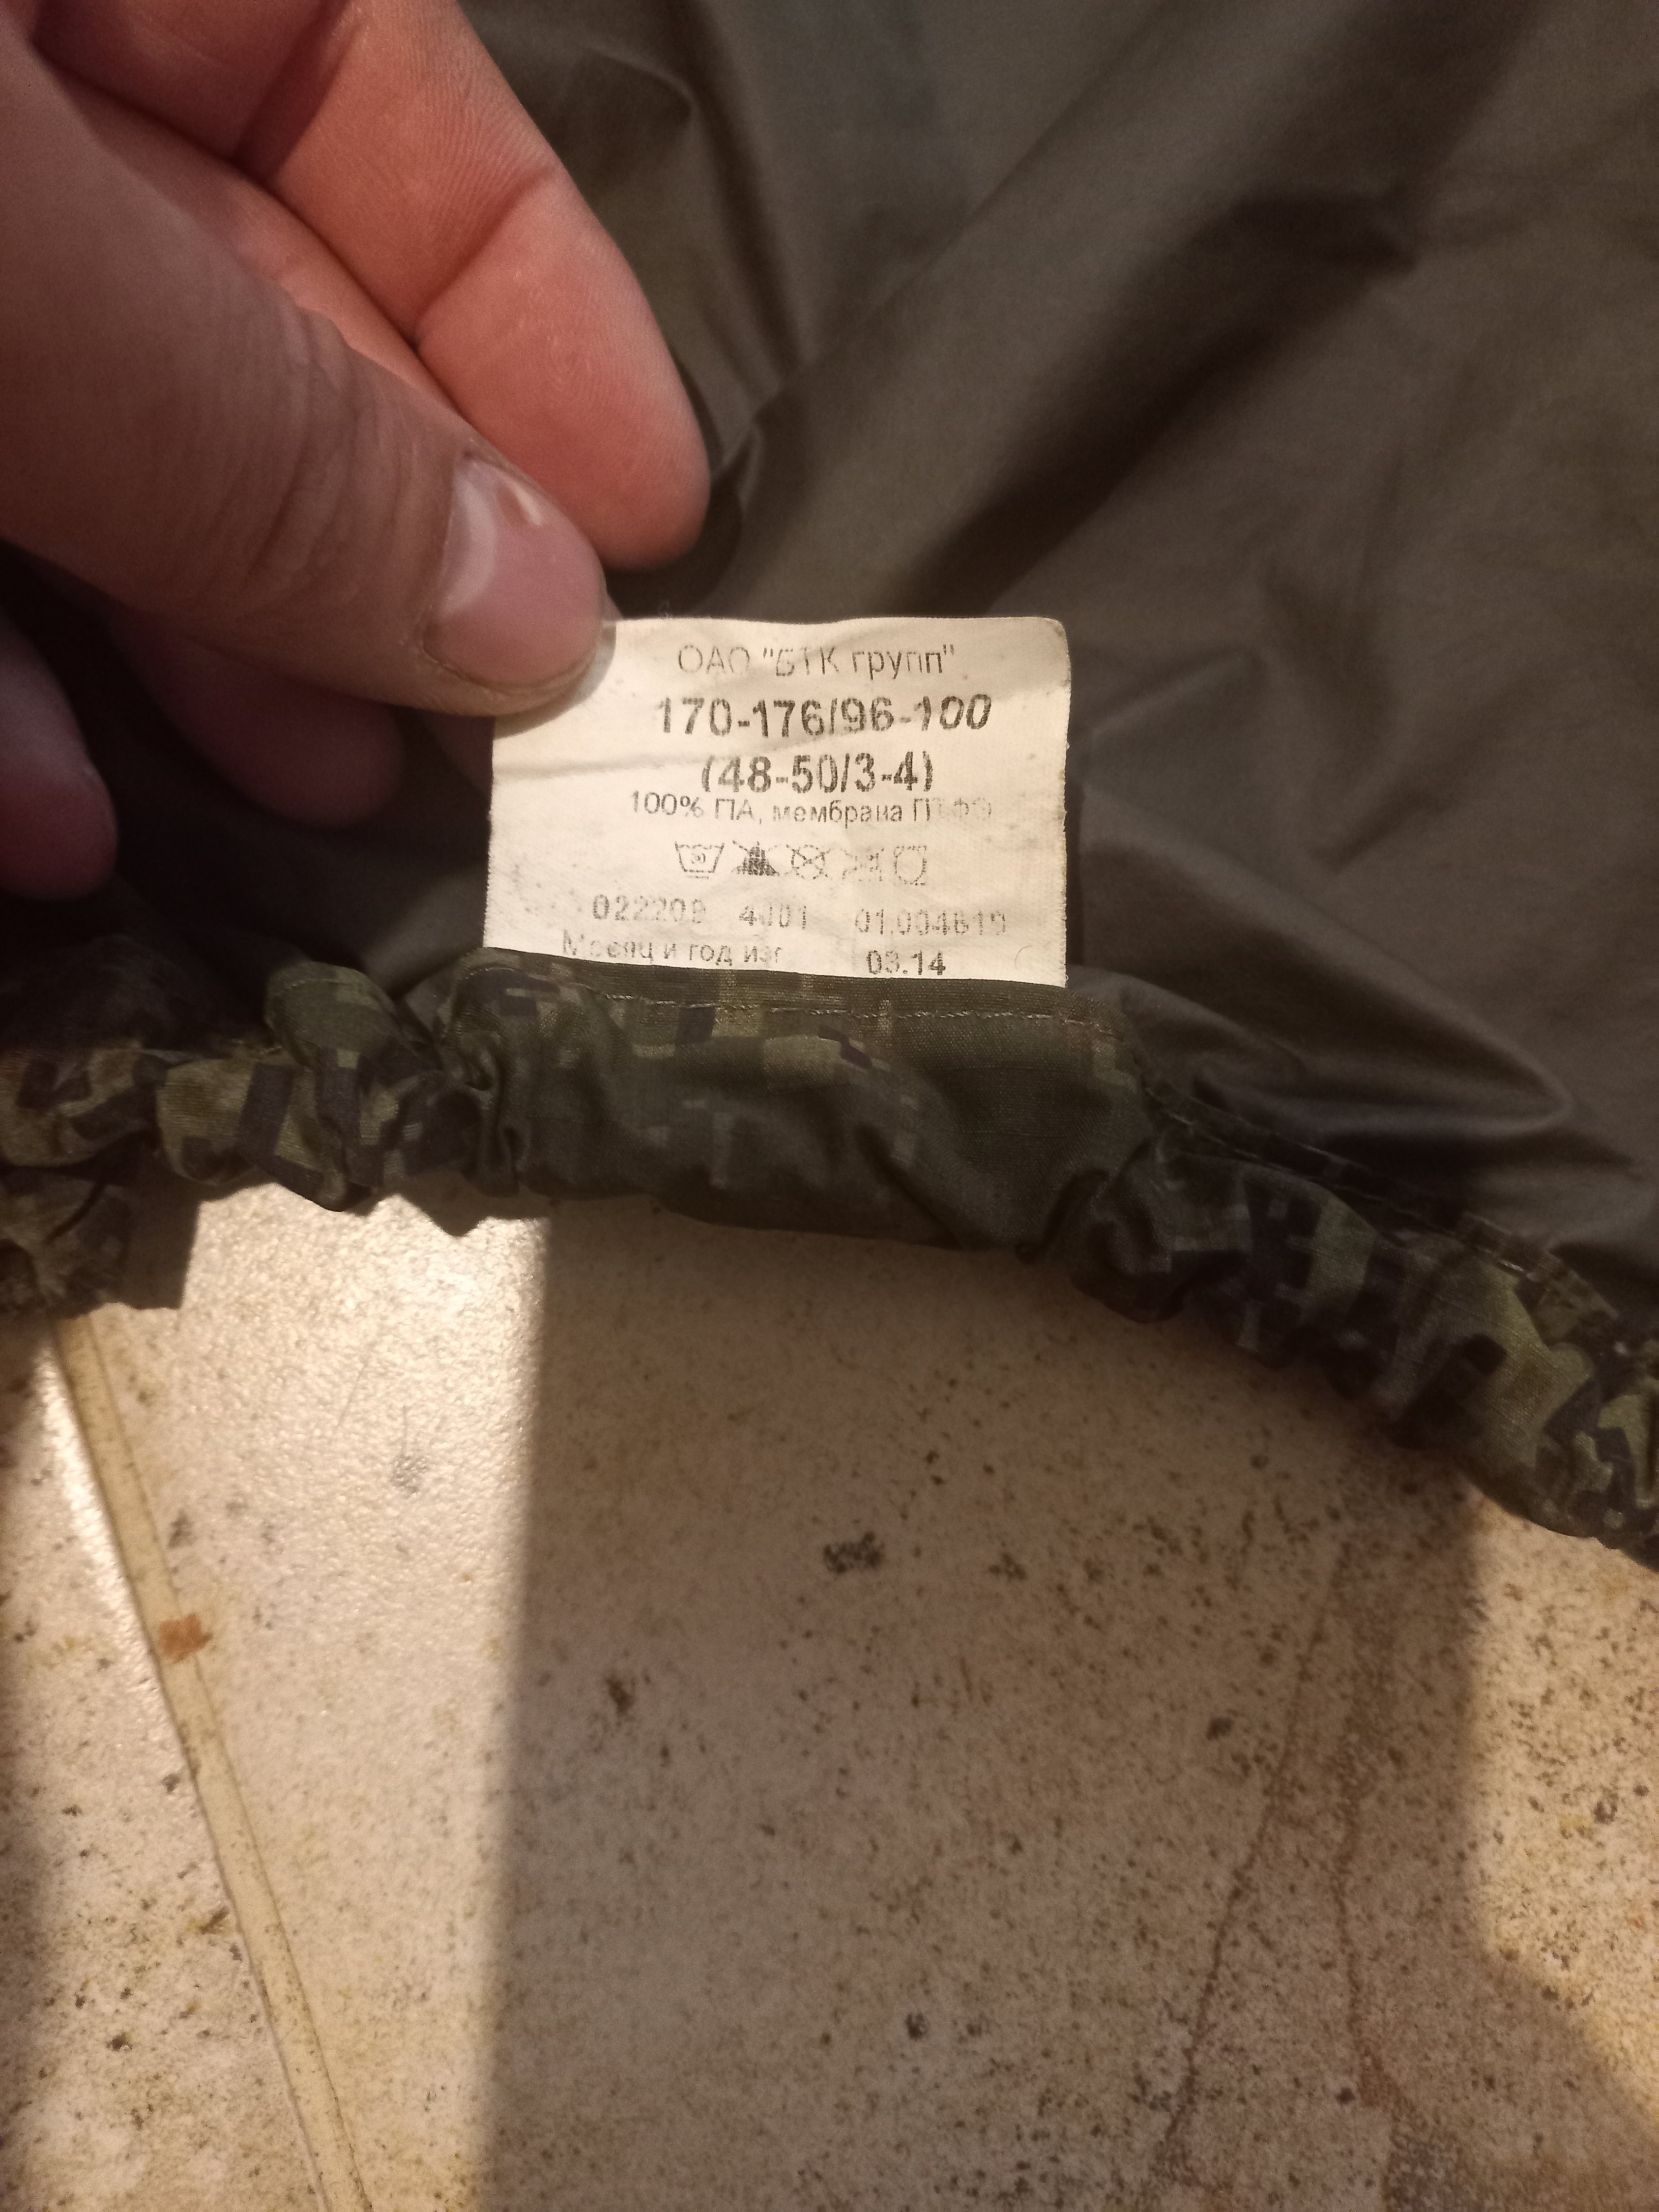 ОАО "БТК групп"
170-176/96-100
(48-50/3-4)
100% ПА, мембрана ПТФЭ
022209 4J01 01.004619
Месяц и год изг 03.14